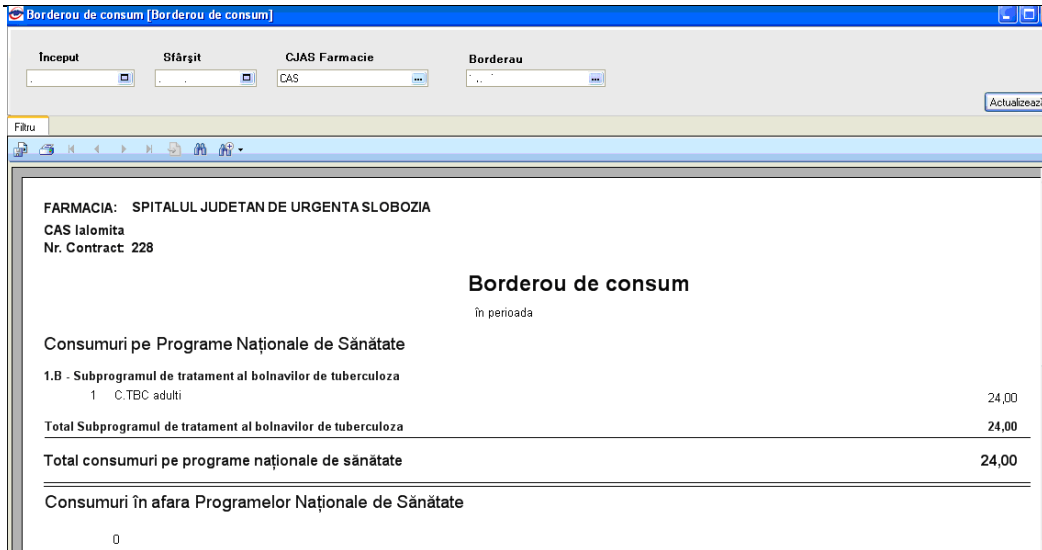 Borderou de consum [Borderou de consum]
Început Sfârşit CJAS Farmacie Borderau
CAS
Actualizează
Filtru
FARMACIA: SPITALUL JUDETAN DE URGENTA SLOBOZIA
CAS Ialomita
Nr. Contract: 228
Borderou de consum
în perioada
Consumuri pe Programe Naționale de Sănătate
1.B - Subprogramul de tratament al bolnavilor de tuberculoza
1 C.TBC adulti 24,00
Total Subprogramul de tratament al bolnavilor de tuberculoza 24,00
Total consumuri pe programe naționale de sănătate 24,00
Consumuri în afara Programelor Naționale de Sănătate
0